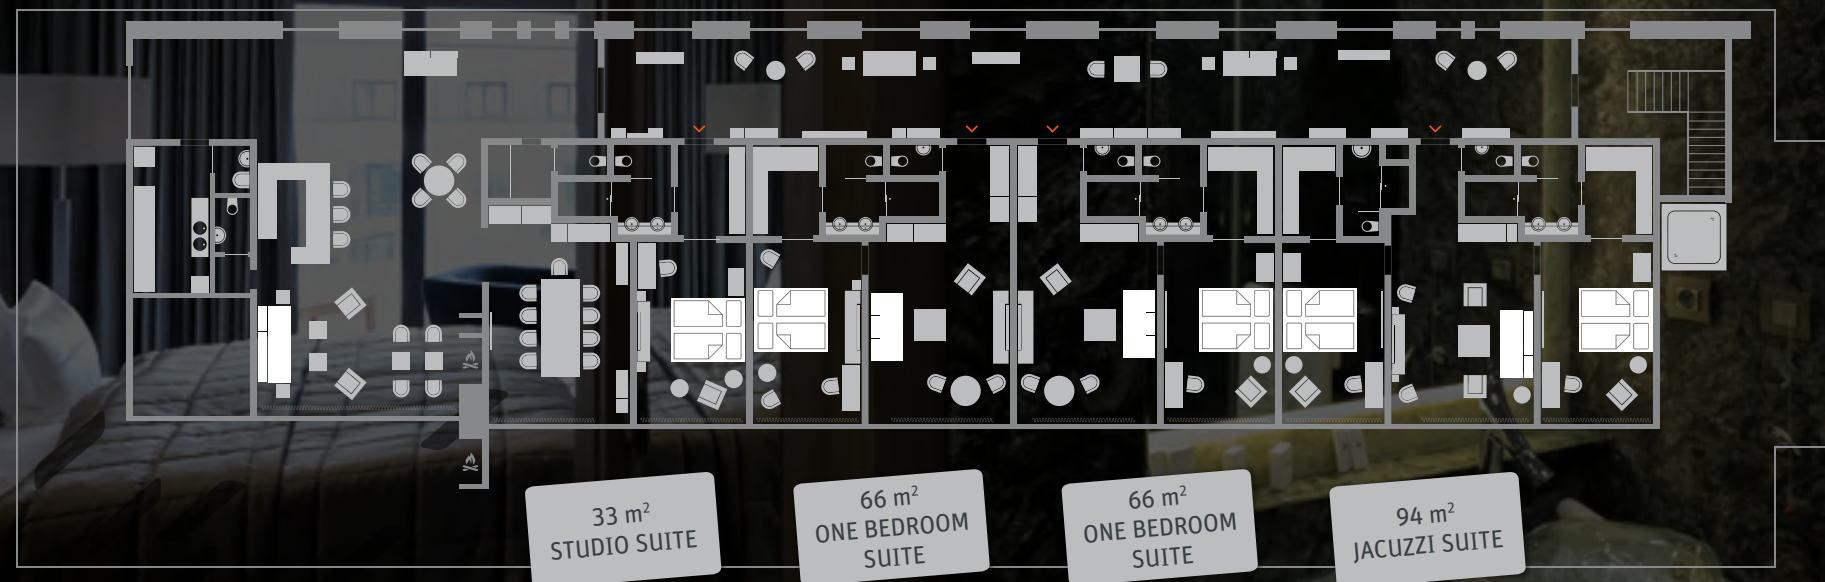 33 m²
STUDIO SUITE
66 m²
ONE BEDROOM
SUITE
66 m²
ONE BEDROOM
SUITE
94 m²
JACUZZI SUITE